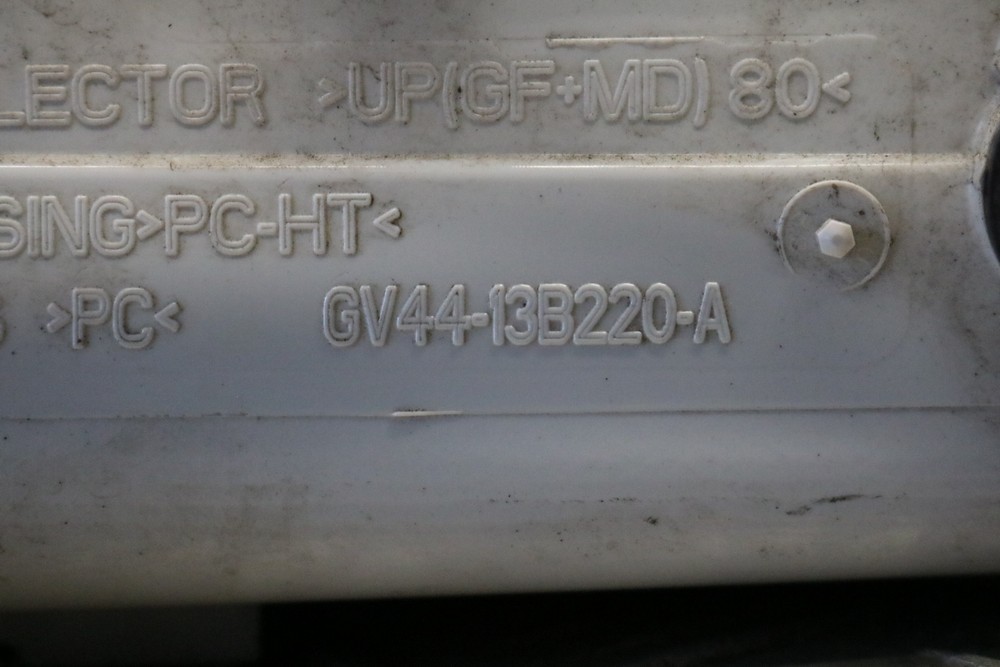 LECTOR >UP(GF+MD) 80<
SING>PC-HT<
>PC< GV44-13B220-A